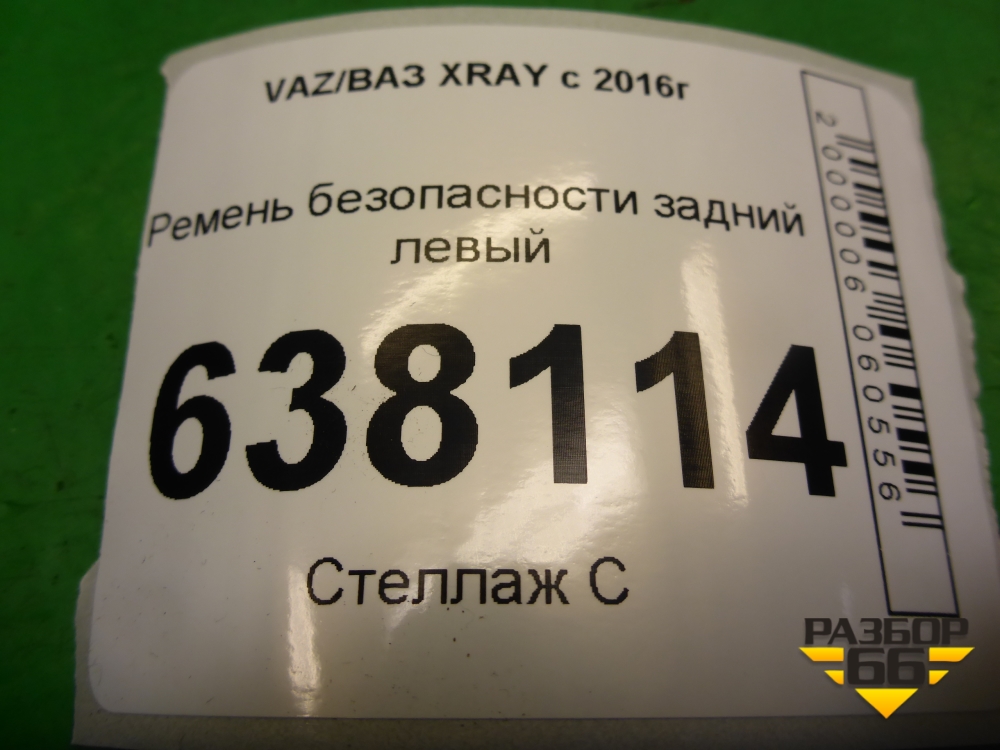 VAZ/ВАЗ XRAY с 2016г
Ремень безопасности задний
левый
638114
Стеллаж С
2000006060556
РАЗБОР
66